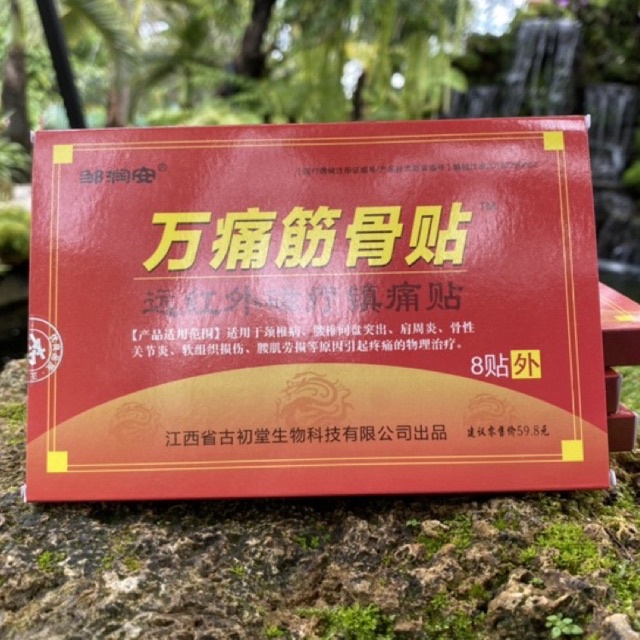 邹润安®
万痛筋骨贴™
远红外理疗镇痛贴
【产品适用范围】适用于颈椎病、腰椎间盘突出、肩周炎、骨性
关节炎、软组织损伤、腰肌劳损等原因引起疼痛的物理治疗。
8贴 外
江西省古初堂生物科技有限公司出品
建议零售价59.8元